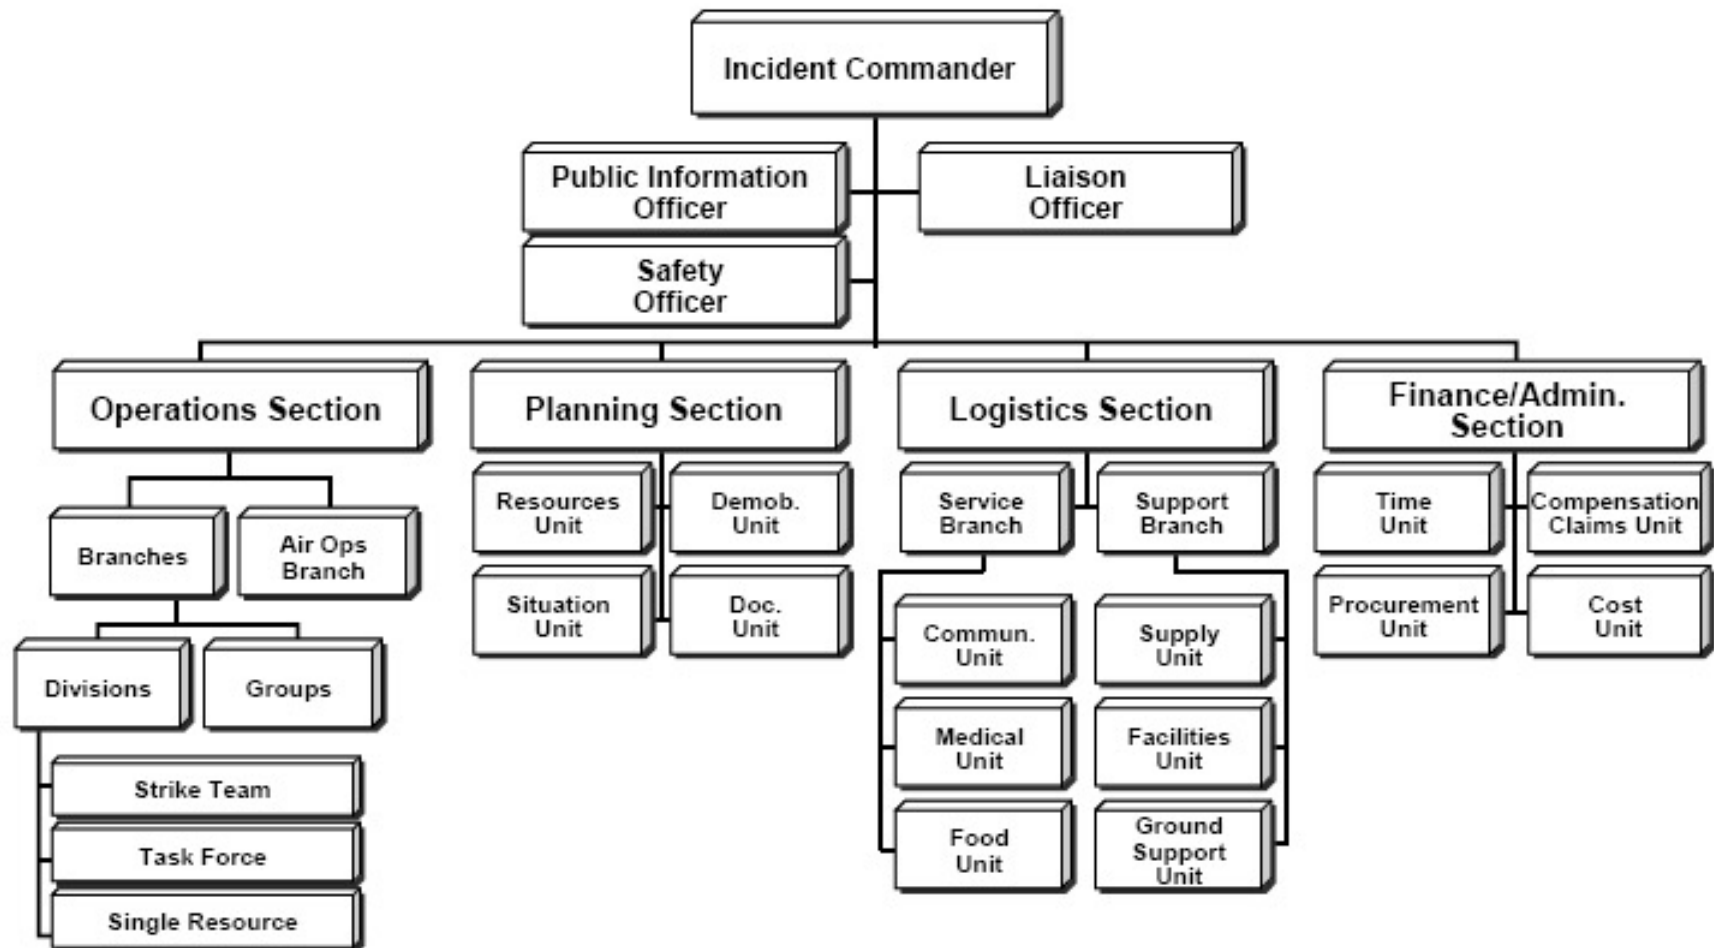 Incident Commander
Public Information
Officer
Liaison
Officer
Safety
Officer
Operations Section
Planning Section
Logistics Section
Finance/Admin.
Section
Branches
Air Ops
Branch
Divisions
Groups
Strike Team
Task Force
Single Resource
Resources
Unit
Demob.
Unit
Situation
Unit
Doc.
Unit
Service
Branch
Support
Branch
Commun.
Unit
Supply
Unit
Medical
Unit
Facilities
Unit
Food
Unit
Ground
Support
Unit
Time
Unit
Compensation
Claims Unit
Procurement
Unit
Cost
Unit